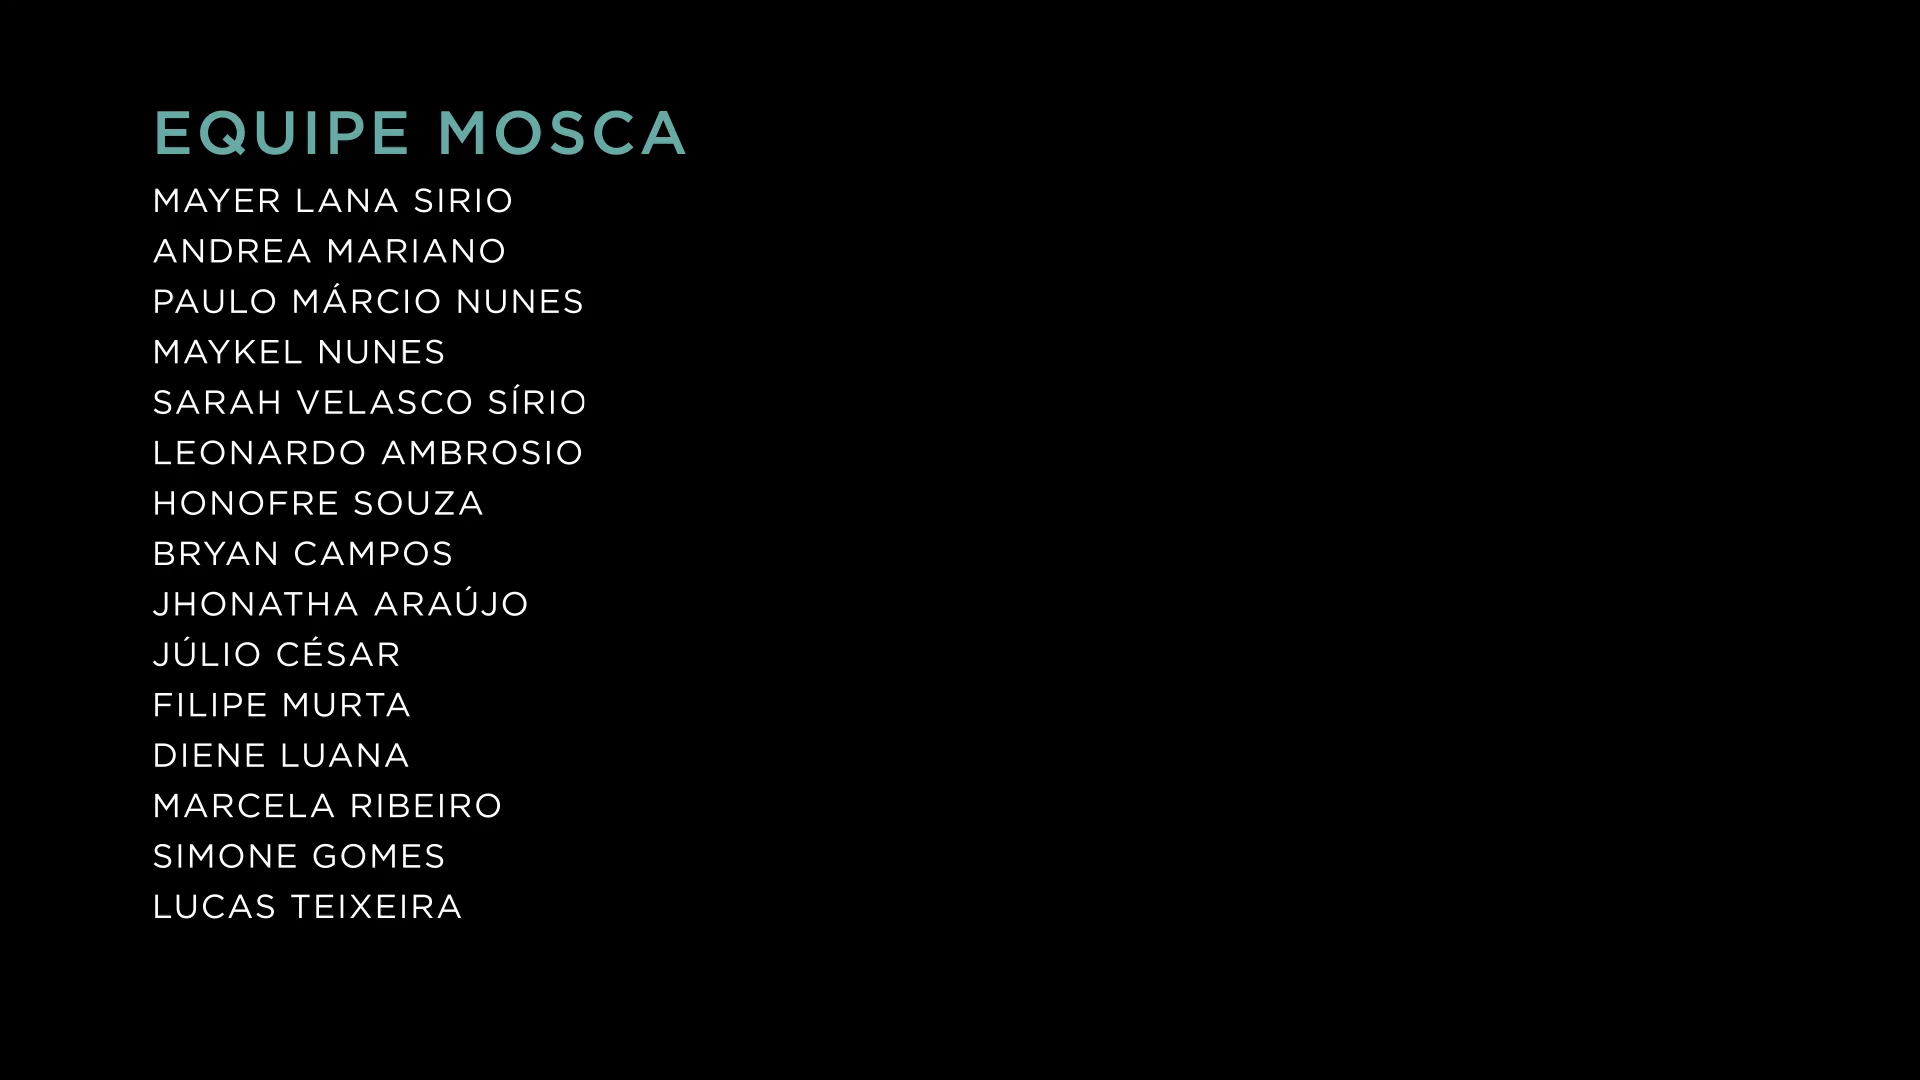 EQUIPE MOSCA
MAYER LANA SIRIO
ANDREA MARIANO
PAULO MÁRCIO NUNES
MAYKEL NUNES
SARAH VELASCO SÍRIO
LEONARDO AMBROSIO
HONOFRE SOUZA
BRYAN CAMPOS
JHONATHA ARAÚJO
JÚLIO CÉSAR
FILIPE MURTA
DIENE LUANA
MARCELA RIBEIRO
SIMONE GOMES
LUCAS TEIXEIRA